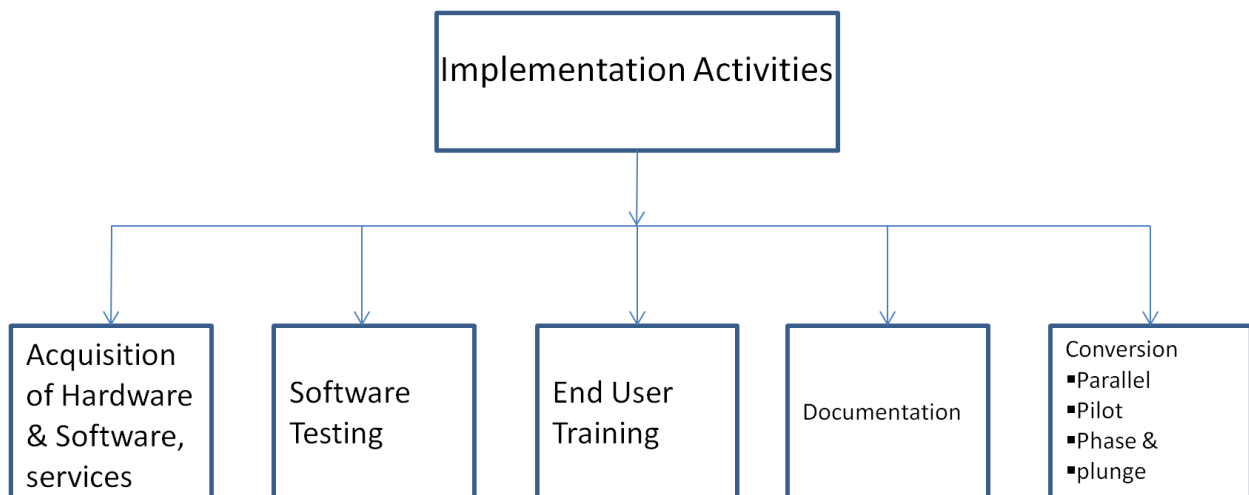 Implementation Activities
Acquisition
of Hardware
& Software,
services
Software
Testing
End User
Training
Documentation
Conversion
▪Parallel
▪Pilot
▪Phase &
▪plunge